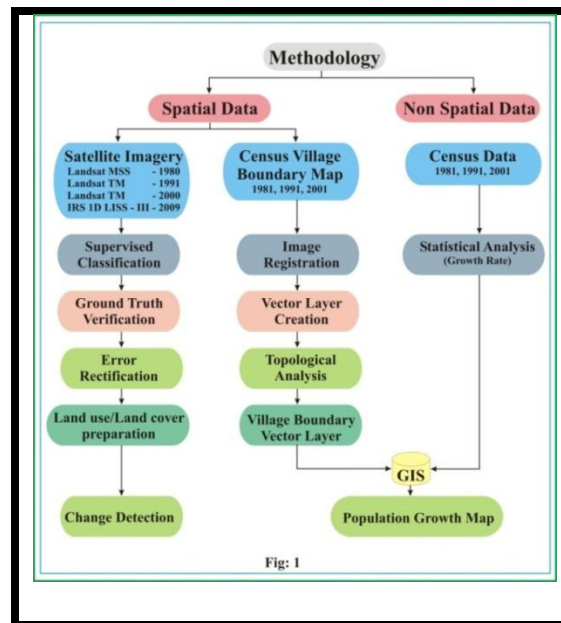 Methodology
Spatial Data
Non Spatial Data
Satellite Imagery
Landsat MSS - 1980
Landsat TM - 1991
Landsat TM - 2000
IRS 1D LISS - III - 2009
Census Village
Boundary Map
1981, 1991, 2001
Census Data
1981, 1991, 2001
Supervised
Classification
Image
Registration
Statistical Analysis
(Growth Rate)
Ground Truth
Verification
Vector Layer
Creation
Error
Rectification
Topological
Analysis
Land use/Land cover
preparation
Village Boundary
Vector Layer
GIS
Change Detection
Population Growth Map
Fig: 1